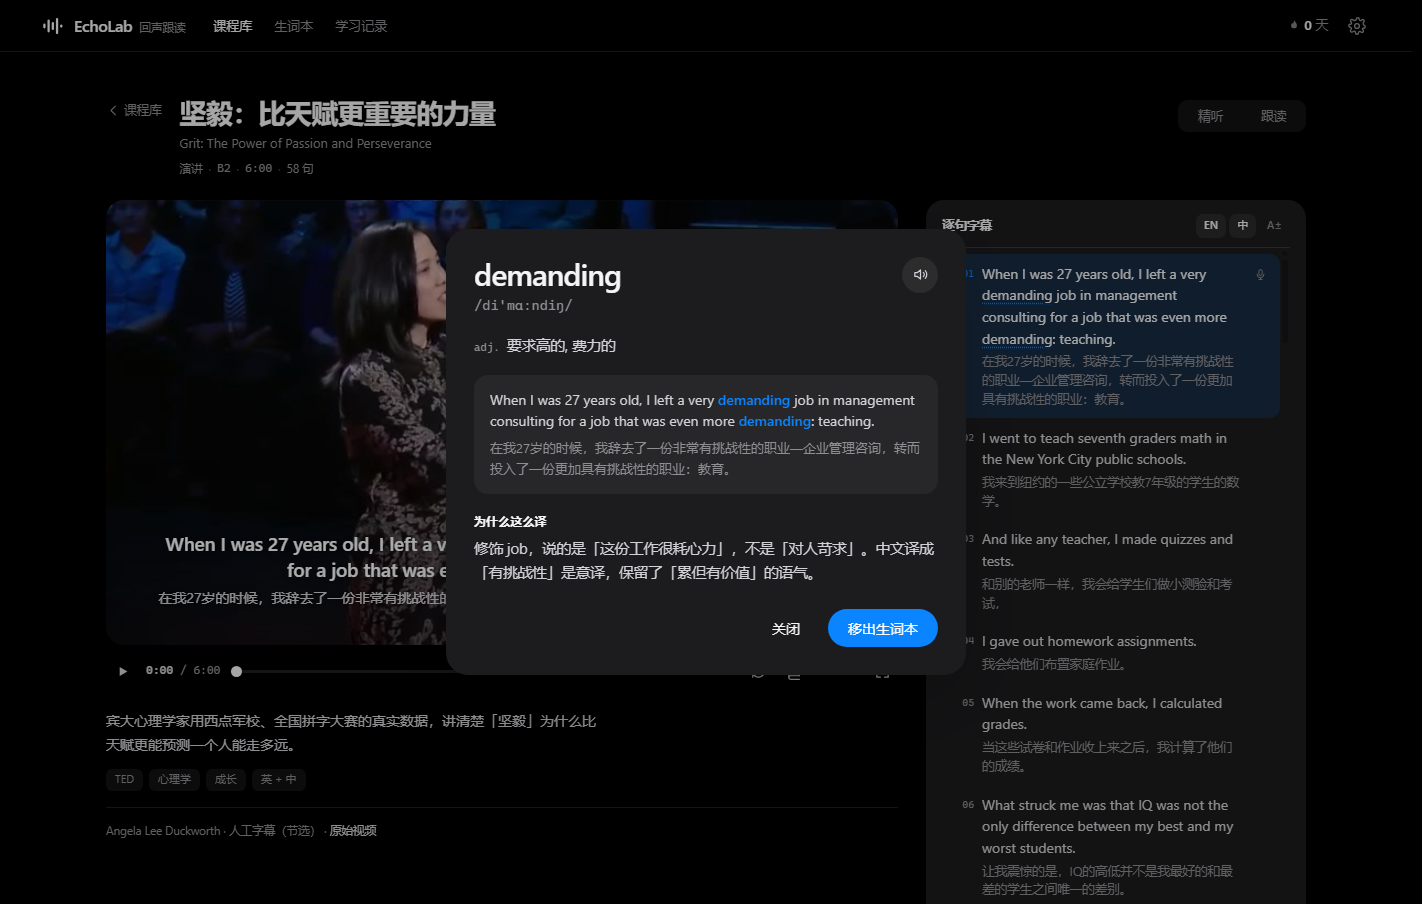 EchoLab 回声跟读 课程库 生词本 学习记录 0 天
课程库
坚毅：比天赋更重要的力量
Grit: The Power of Passion and Perseverance
演讲 · B2 · 6:00 · 58 句
精听 跟读
When I was 27 years old, I left a v
for a job that was e
在我27岁的时候，我辞去了一份非常有挑战性的
0:00 / 6:00
宾大心理学家用西点军校、全国拼字大赛的真实数据，讲清楚「坚毅」为什么比
天赋更能预测一个人能走多远。
TED 心理学 成长 英 + 中
Angela Lee Duckworth · 人工字幕（节选） · 原始视频
demanding
/di'mɑ:ndiŋ/
adj. 要求高的, 费力的
When I was 27 years old, I left a very demanding job in management
consulting for a job that was even more demanding: teaching.
在我27岁的时候，我辞去了一份非常有挑战性的职业—企业管理咨询，转而
投入了一份更加具有挑战性的职业：教育。
为什么这么译
修饰 job，说的是「这份工作很耗心力」，不是「对人苛求」。中文译成
「有挑战性」是意译，保留了「累但有价值」的语气。
关闭 移出生词本
逐句字幕 EN 中 A±
01 When I was 27 years old, I left a very
demanding job in management
consulting for a job that was even more
demanding: teaching.
在我27岁的时候，我辞去了一份非常有挑战性
的职业—企业管理咨询，转而投入了一份更加
具有挑战性的职业：教育。
02 I went to teach seventh graders math in
the New York City public schools.
我来到纽约的一些公立学校教7年级的学生的数
学。
03 And like any teacher, I made quizzes and
tests.
和别的老师一样，我会给学生们做小测验和考
试，
04 I gave out homework assignments.
我会给他们布置家庭作业。
05 When the work came back, I calculated
grades.
当这些试卷和作业收上来之后，我计算了他们
的成绩。
06 What struck me was that IQ was not the
only difference between my best and my
worst students.
让我震惊的是，IQ的高低并不是我最好的和最
差的学生之间唯一的差别。